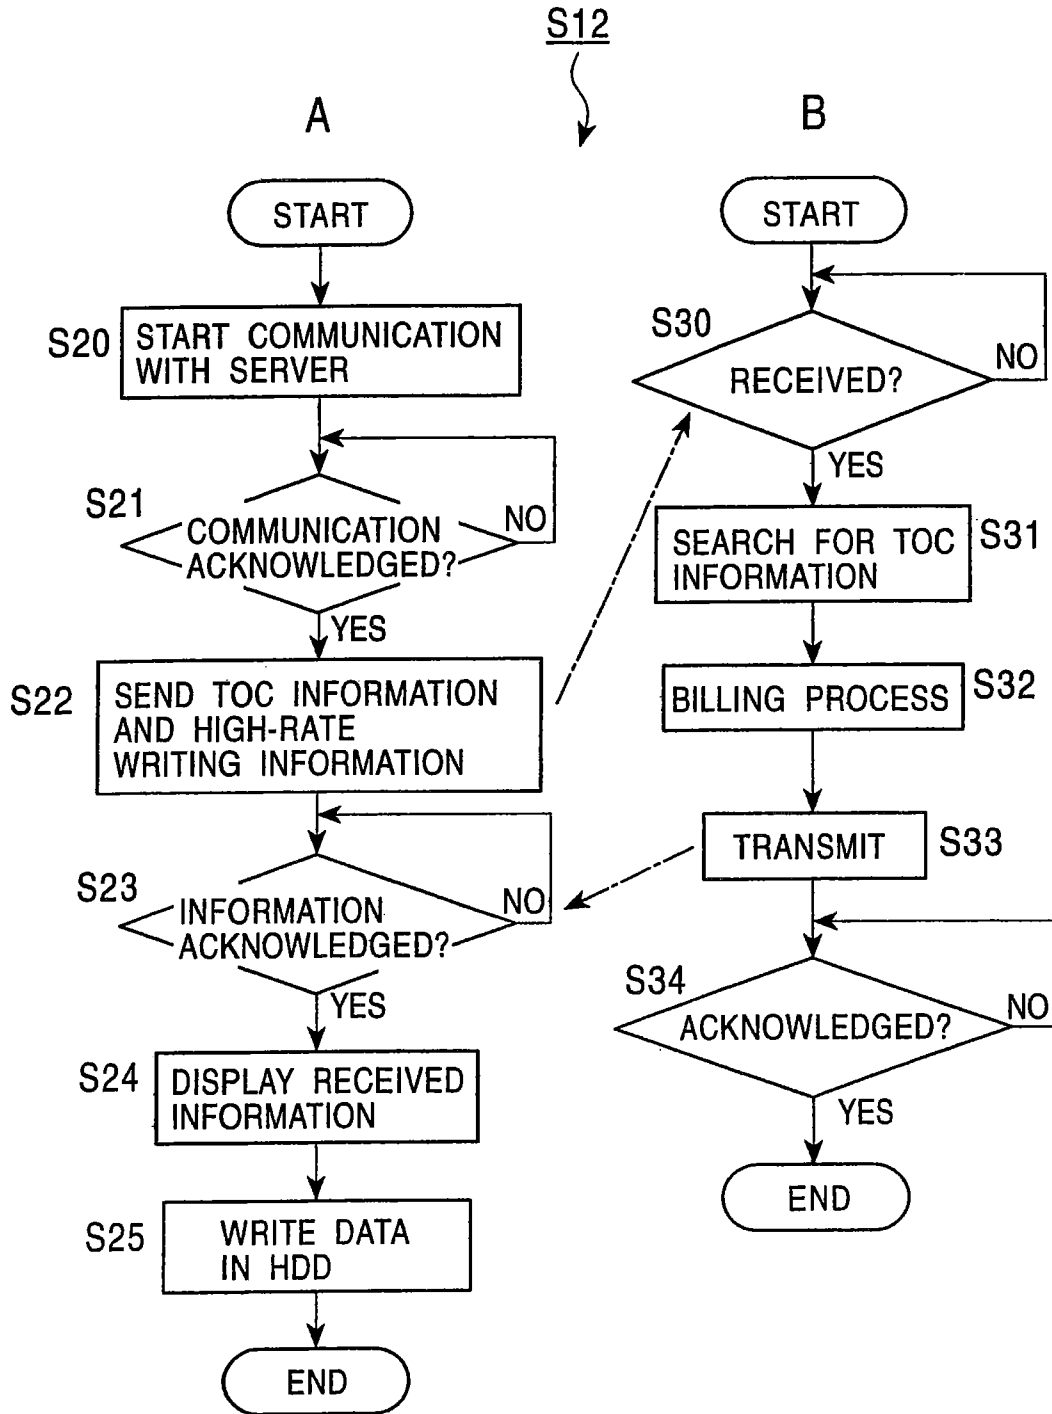 S12
A
START
S20
START COMMUNICATION
WITH SERVER
S21
COMMUNICATION
ACKNOWLEDGED?
NO
YES
S22
SEND TOC INFORMATION
AND HIGH-RATE
WRITING INFORMATION
S23
INFORMATION
ACKNOWLEDGED?
NO
YES
S24
DISPLAY RECEIVED
INFORMATION
S25
WRITE DATA
IN HDD
END
B
START
S30
RECEIVED?
NO
YES
SEARCH FOR TOC
INFORMATION
S31
BILLING PROCESS
S32
TRANSMIT
S33
S34
ACKNOWLEDGED?
NO
YES
END